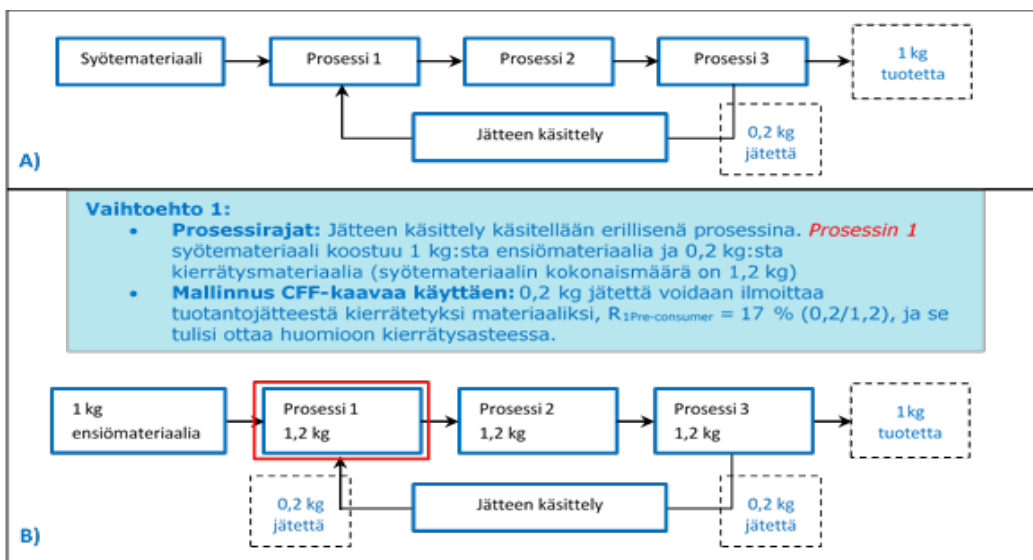 Syötemateriaali
Prosessi 1
Prosessi 2
Prosessi 3
1 kg
tuotetta
Jätteen käsittely
0,2 kg
jätettä
A)
Vaihtoehto 1:
• Prosessirajat: Jätteen käsittely käsitellään erillisenä prosessina. Prosessin 1
syötemateriaali koostuu 1 kg:sta ensiömateriaalia ja 0,2 kg:sta
kierrätysmateriaalia (syötemateriaalin kokonaismäärä on 1,2 kg)
• Mallinnus CFF-kaavaa käyttäen: 0,2 kg jätettä voidaan ilmoittaa
tuotantojätteestä kierrätetyksi materiaaliksi, R1Pre-consumer = 17 % (0,2/1,2), ja se
tulisi ottaa huomioon kierrätysasteessa.
1 kg
ensiömateriaalia
Prosessi 1
1,2 kg
Prosessi 2
1,2 kg
Prosessi 3
1,2 kg
1kg
tuotetta
0,2 kg
jätettä
Jätteen käsittely
0,2 kg
jätettä
B)